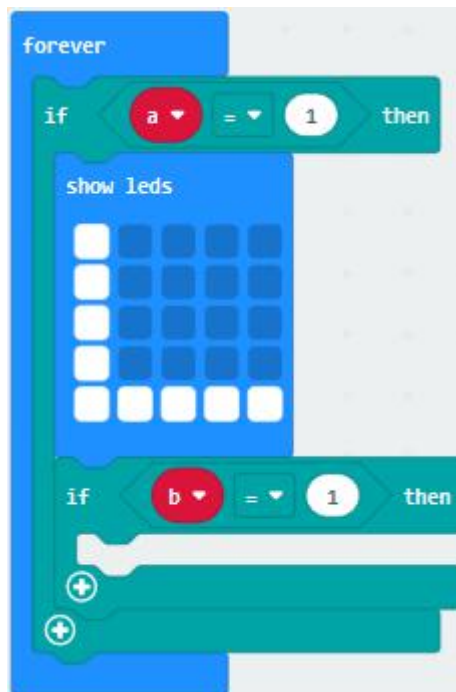 forever
if a = 1 then
show leds
if b = 1 then